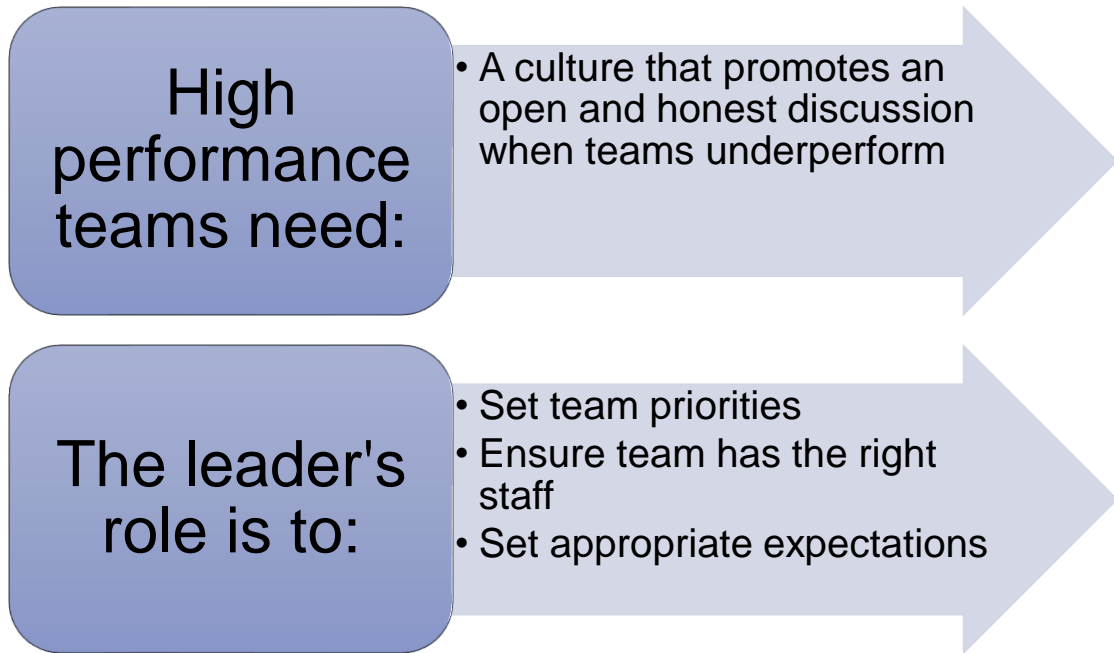 High
performance
teams need:
• A culture that promotes an
open and honest discussion
when teams underperform
The leader's
role is to:
• Set team priorities
• Ensure team has the right
staff
• Set appropriate expectations